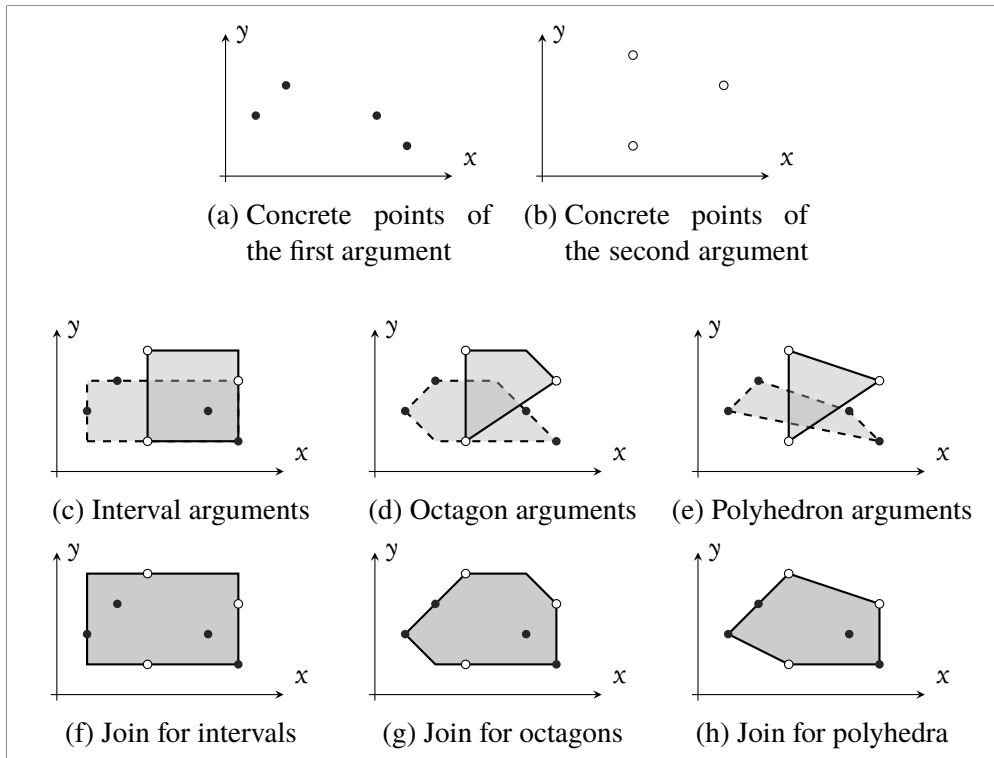 y
y
x
x
(a) Concrete points of
the first argument
(b) Concrete points of
the second argument
y
y
y
x
x
x
(c) Interval arguments
(d) Octagon arguments
(e) Polyhedron arguments
y
y
y
x
x
x
(f) Join for intervals
(g) Join for octagons
(h) Join for polyhedra